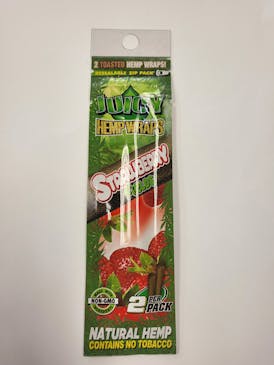 2 TOASTED HEMP WRAPS!
RESEALABLE ZIP PACK
JUICY
HEMP WRAPS
STRAWBERRY
NON-GMO
2 PER
PACK
NATURAL HEMP
CONTAINS NO TOBACCO